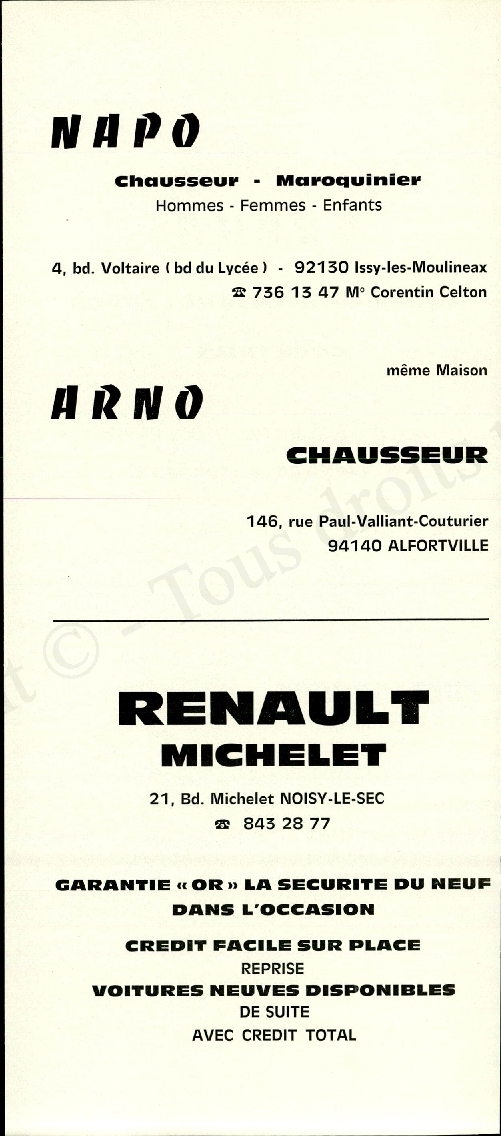 NAPO
Chausseur - Maroquinier
Hommes - Femmes - Enfants
4, bd. Voltaire ( bd du Lycée ) - 92130 Issy-les-Moulineax
☎ 736 13 47 M° Corentin Celton
même Maison
ARNO
CHAUSSEUR
146, rue Paul-Valliant-Couturier
94140 ALFORTVILLE
© - Tous droits
RENAULT
MICHELET
21, Bd. Michelet NOISY-LE-SEC
☎ 843 28 77
GARANTIE « OR » LA SECURITE DU NEUF
DANS L'OCCASION
CREDIT FACILE SUR PLACE
REPRISE
VOITURES NEUVES DISPONIBLES
DE SUITE
AVEC CREDIT TOTAL